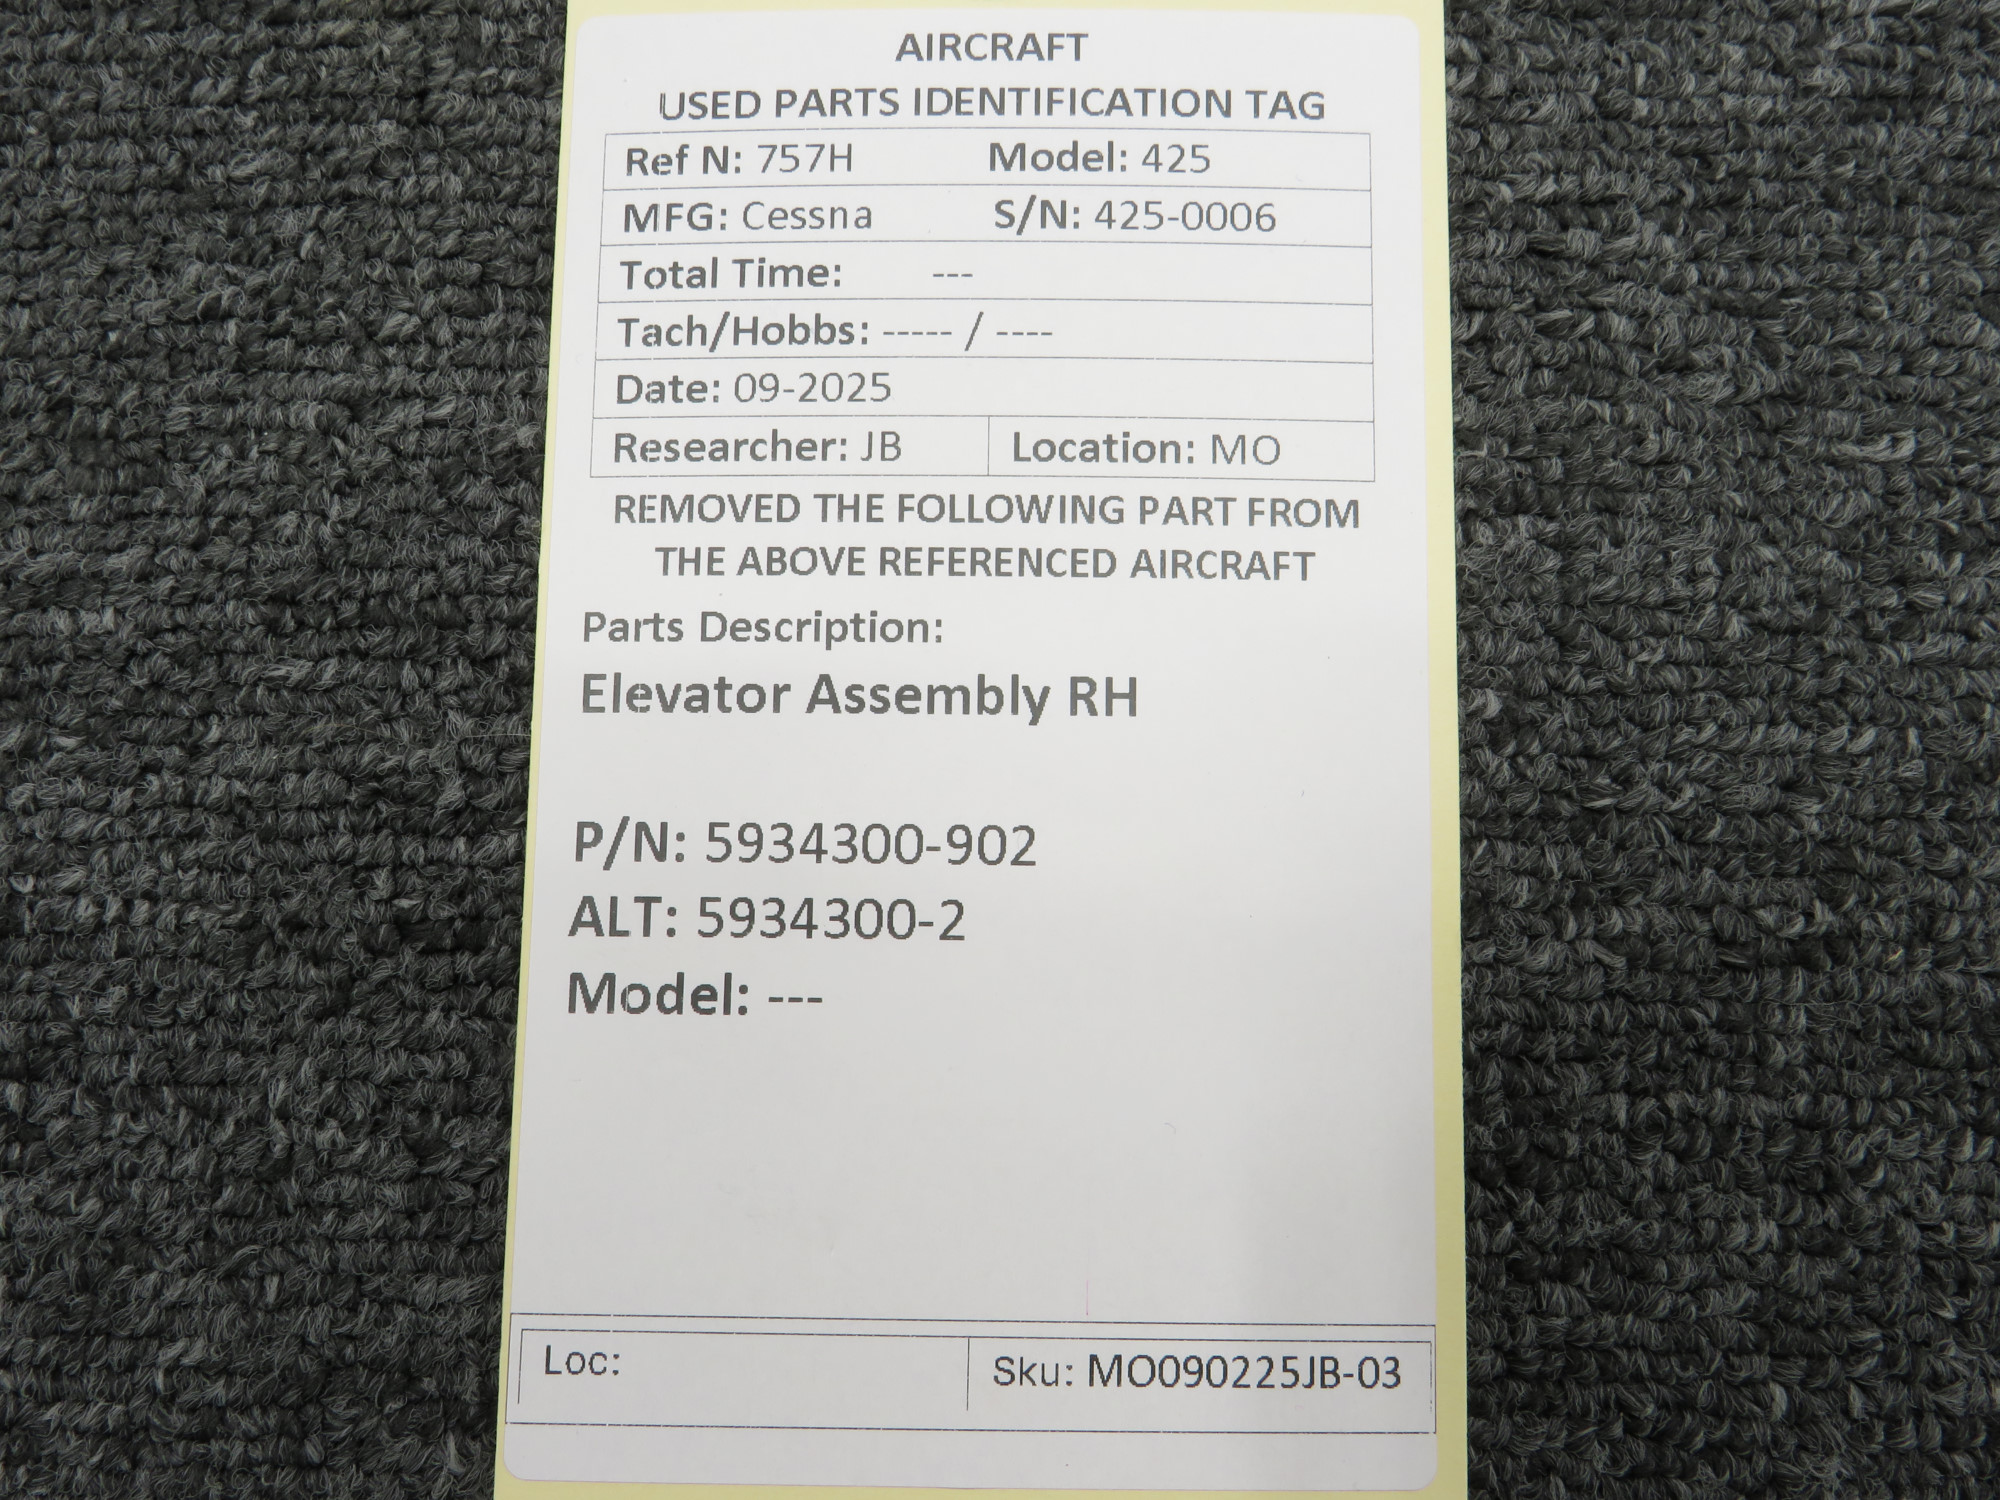 AIRCRAFT
USED PARTS IDENTIFICATION TAG
Ref N: 757H Model: 425
MFG: Cessna S/N: 425-0006
Total Time: ---
Tach/Hobbs: ----- / ----
Date: 09-2025
Researcher: JB Location: MO
REMOVED THE FOLLOWING PART FROM
THE ABOVE REFERENCED AIRCRAFT
Parts Description:
Elevator Assembly RH
P/N: 5934300-902
ALT: 5934300-2
Model: ---
Loc: Sku: MO090225JB-03